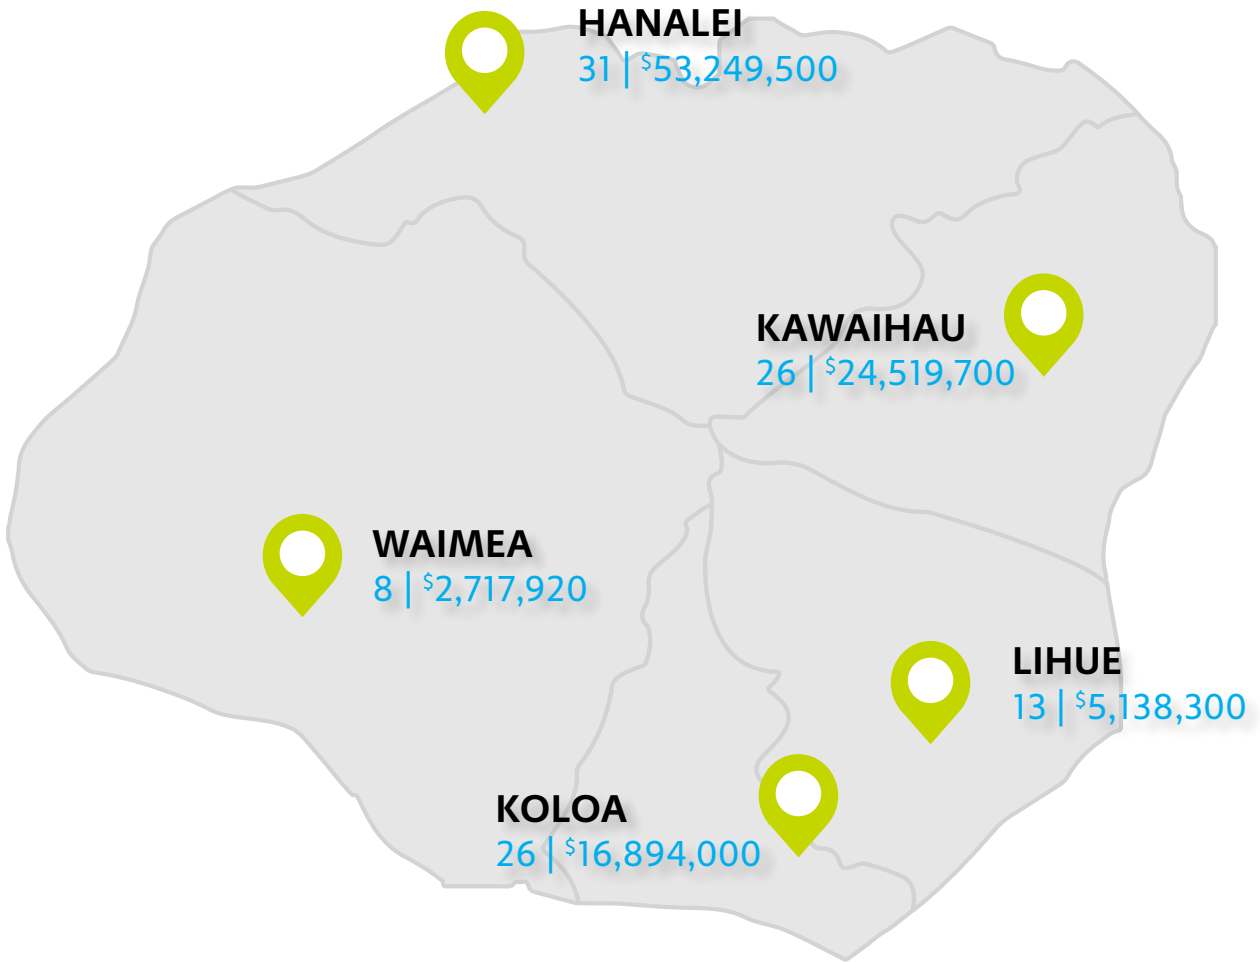 HANALEI
31 | $53,249,500
KAWAIHAU
26 | $24,519,700
WAIMEA
8 | $2,717,920
LIHUE
13 | $5,138,300
KOLOA
26 | $16,894,000